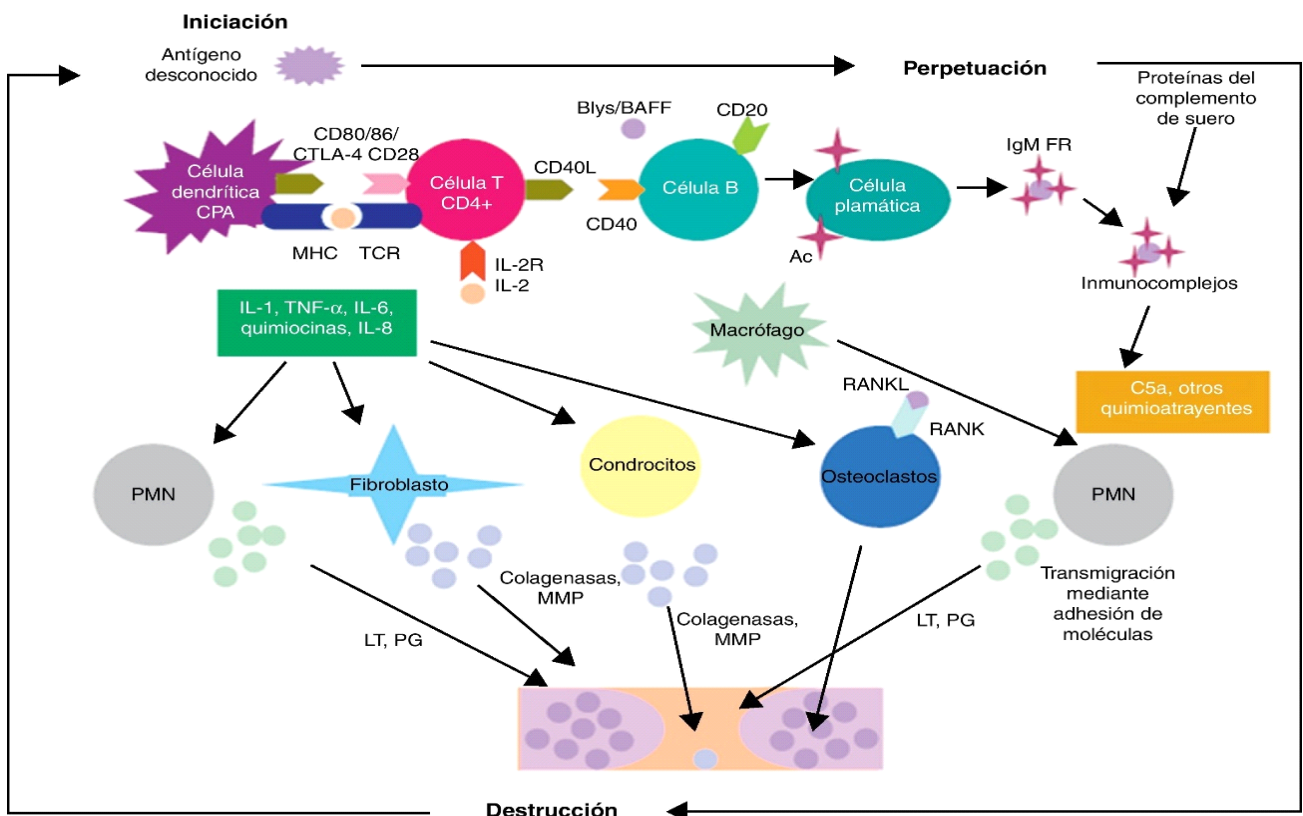 Iniciación
Antígeno
desconocido
Perpetuación
Proteínas del
complemento
de suero
Blys/BAFF
CD20
CD80/86/
CTLA-4 CD28
IgM FR
Célula
dendrítica
CPA
Célula T
CD4+
CD40L
Célula B
Célula
plamática
CD40
MHC
TCR
Ac
IL-2R
IL-2
Inmunocomplejos
IL-1, TNF-α, IL-6,
quimiocinas, IL-8
Macrófago
RANKL
RANK
C5a, otros
quimioatrayentes
PMN
Fibroblasto
Condrocitos
Osteoclastos
PMN
Colagenasas,
MMP
Transmigración
mediante
adhesión de
moléculas
LT, PG
Colagenasas,
MMP
LT, PG
Destrucción